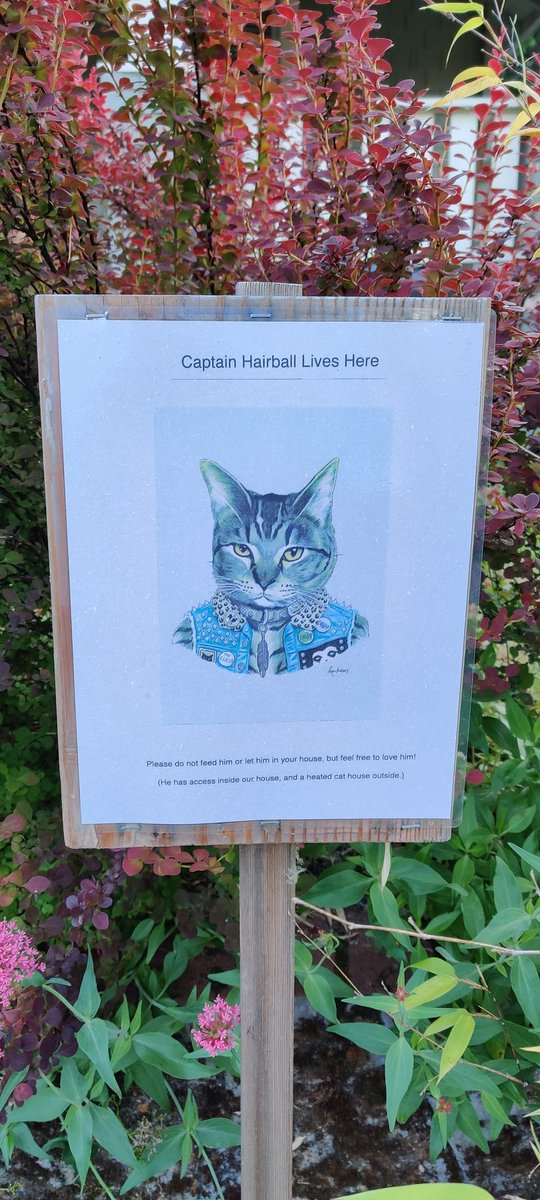 Captain Hairball Lives Here
Please do not feed him or let him in your house, but feel free to love him!
(He has access inside our house, and a heated cat house outside.)